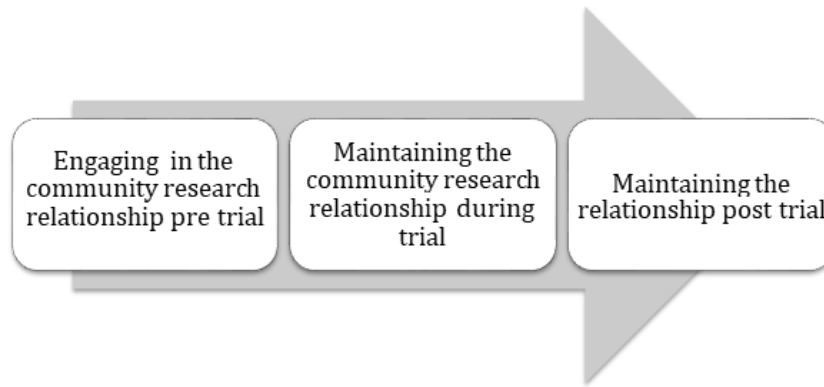 Engaging in the
community research
relationship pre trial
Maintaining the
community research
relationship during
trial
Maintaining the
relationship post trial